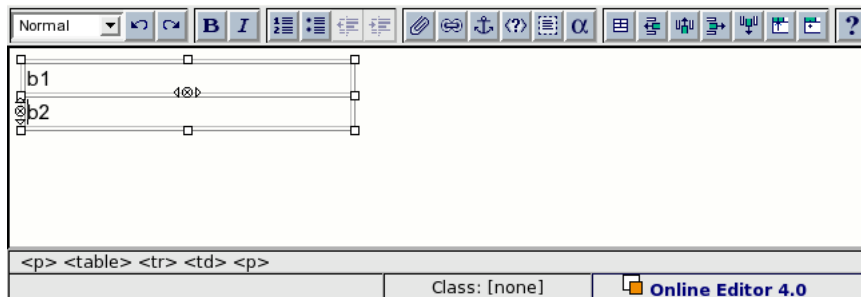 Normal
B I α ?
b1
b2
<p> <table> <tr> <td> <p>
Class: [none]
Online Editor 4.0